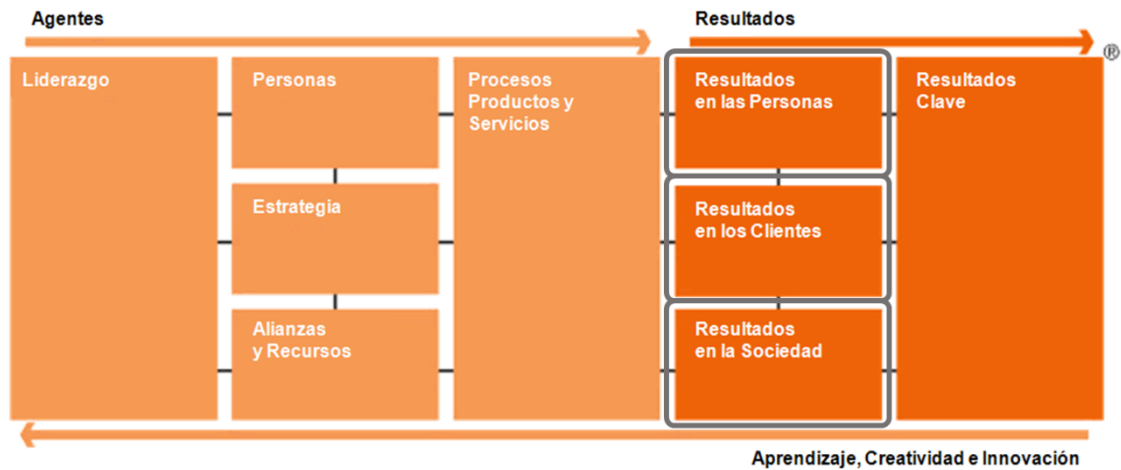 Agentes
Resultados
®
Liderazgo
Personas
Procesos
Productos y
Servicios
Resultados
en las Personas
Resultados
Clave
Estrategia
Resultados
en los Clientes
Alianzas
y Recursos
Resultados
en la Sociedad
Aprendizaje, Creatividad e Innovación